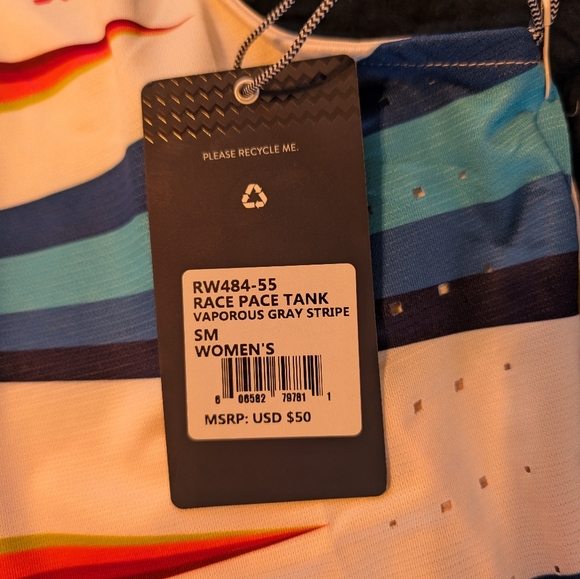 PLEASE RECYCLE ME.
RW484-55
RACE PACE TANK
VAPOROUS GRAY STRIPE
SM
WOMEN'S
6 06582 79781 1
MSRP: USD $50